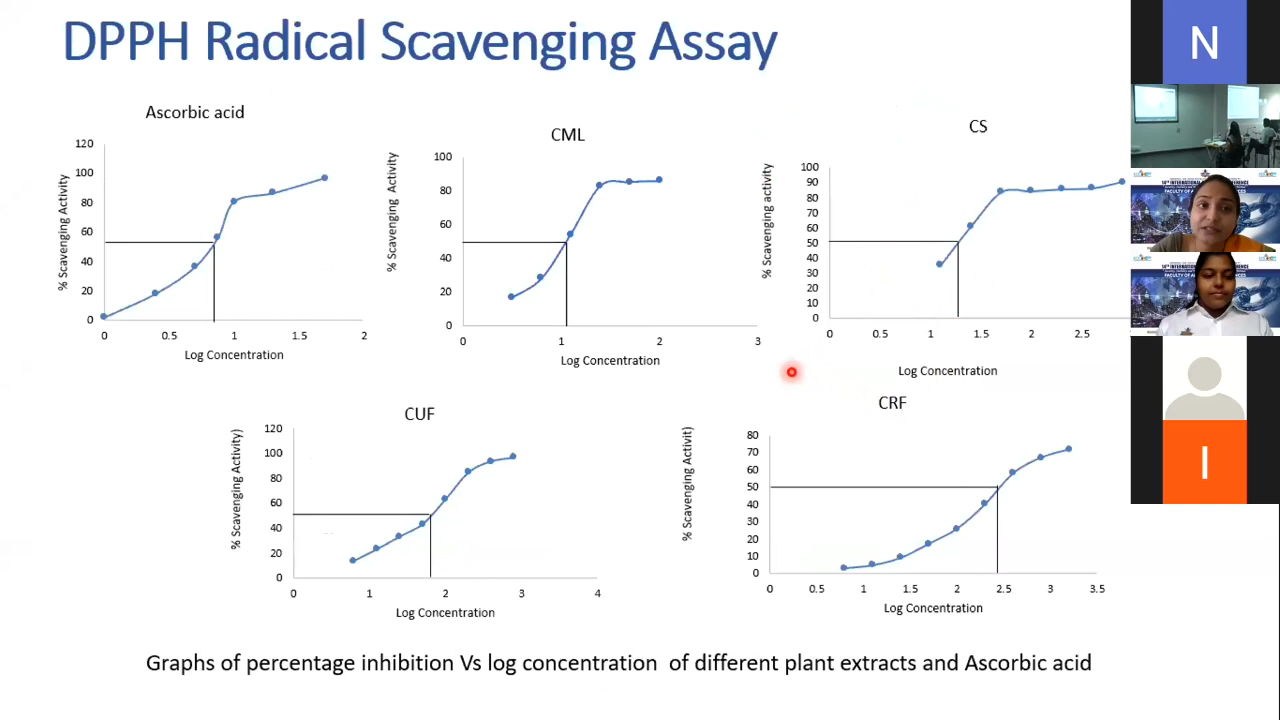 DPPH Radical Scavenging Assay
Ascorbic acid
% Scavenging Activity
120
100
80
60
40
20
0
0 0.5 1 1.5 2
Log Concentration
CML
% Scavenging Activity
100
80
60
40
20
0
0 1 2 3
Log Concentration
CS
% Scavenging activity
100
90
80
70
60
50
40
30
20
10
0
0 0.5 1 1.5 2 2.5
Log Concentration
CUF
% Scavenging Activity)
120
100
80
60
40
20
0
0 1 2 3 4
Log Concentration
CRF
% Scavenging Activit)
80
70
60
50
40
30
20
10
0
0 0.5 1 1.5 2 2.5 3 3.5
Log Concentration
Graphs of percentage inhibition Vs log concentration of different plant extracts and Ascorbic acid
N
I